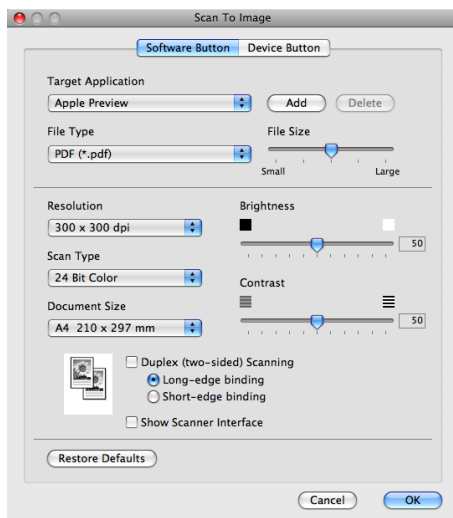 Scan To Image
Software Button Device Button
Target Application
Apple Preview Add Delete
File Type File Size
PDF (*.pdf)
Small Large
Resolution Brightness
300 x 300 dpi
50
Scan Type
24 Bit Color
Contrast
Document Size
A4 210 x 297 mm 50
Duplex (two-sided) Scanning
Long-edge binding
Short-edge binding
Show Scanner Interface
Restore Defaults
Cancel OK